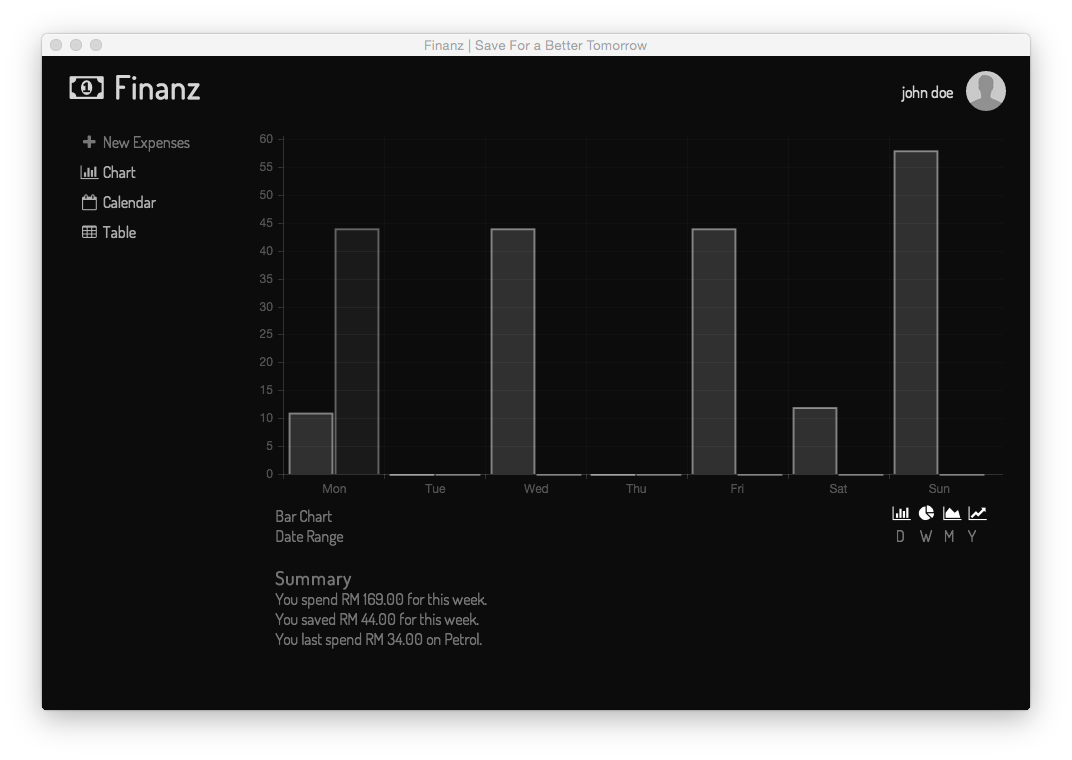 Finanz | Save For a Better Tomorrow
1 Finanz
john doe
New Expenses
Chart
Calendar
Table
60
55
50
45
40
35
30
25
20
15
10
5
0
Mon Tue Wed Thu Fri Sat Sun
Bar Chart
Date Range
D W M Y
Summary
You spend RM 169.00 for this week.
You saved RM 44.00 for this week.
You last spend RM 34.00 on Petrol.